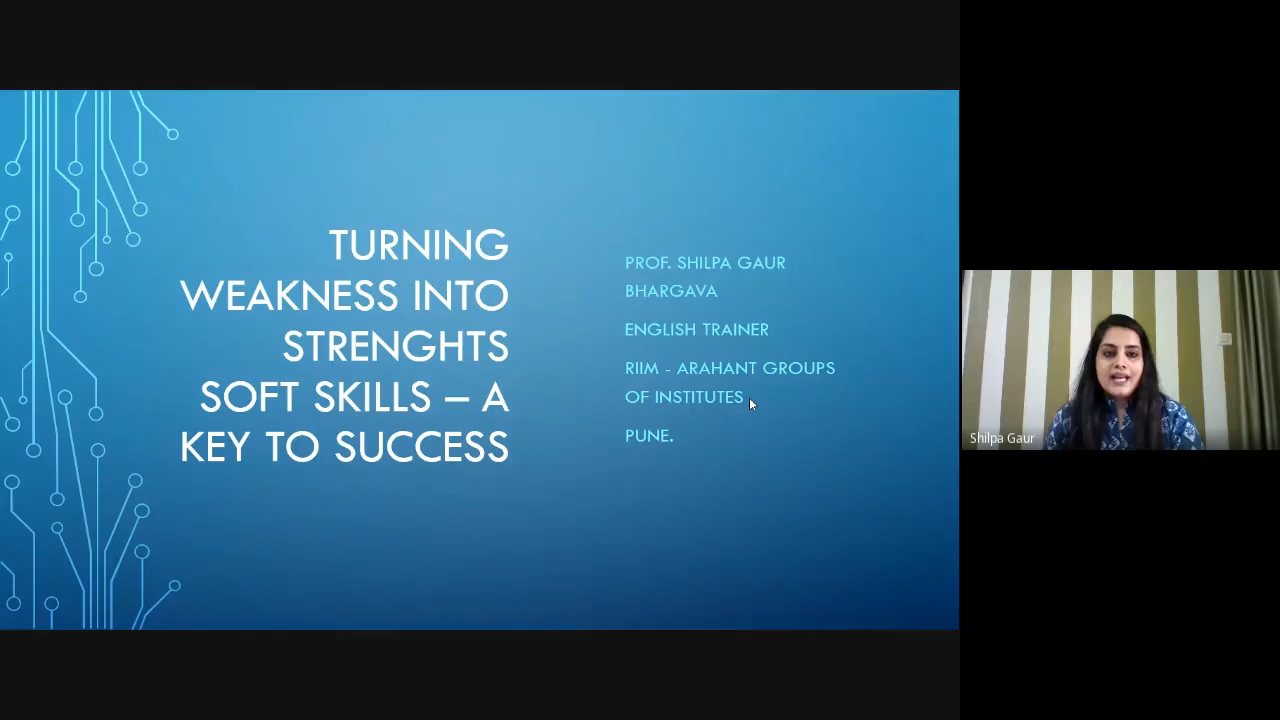 TURNING
WEAKNESS INTO
STRENGHTS
SOFT SKILLS – A
KEY TO SUCCESS
PROF. SHILPA GAUR
BHARGAVA
ENGLISH TRAINER
RIIM - ARAHANT GROUPS
OF INSTITUTES
PUNE.
Shilpa Gaur